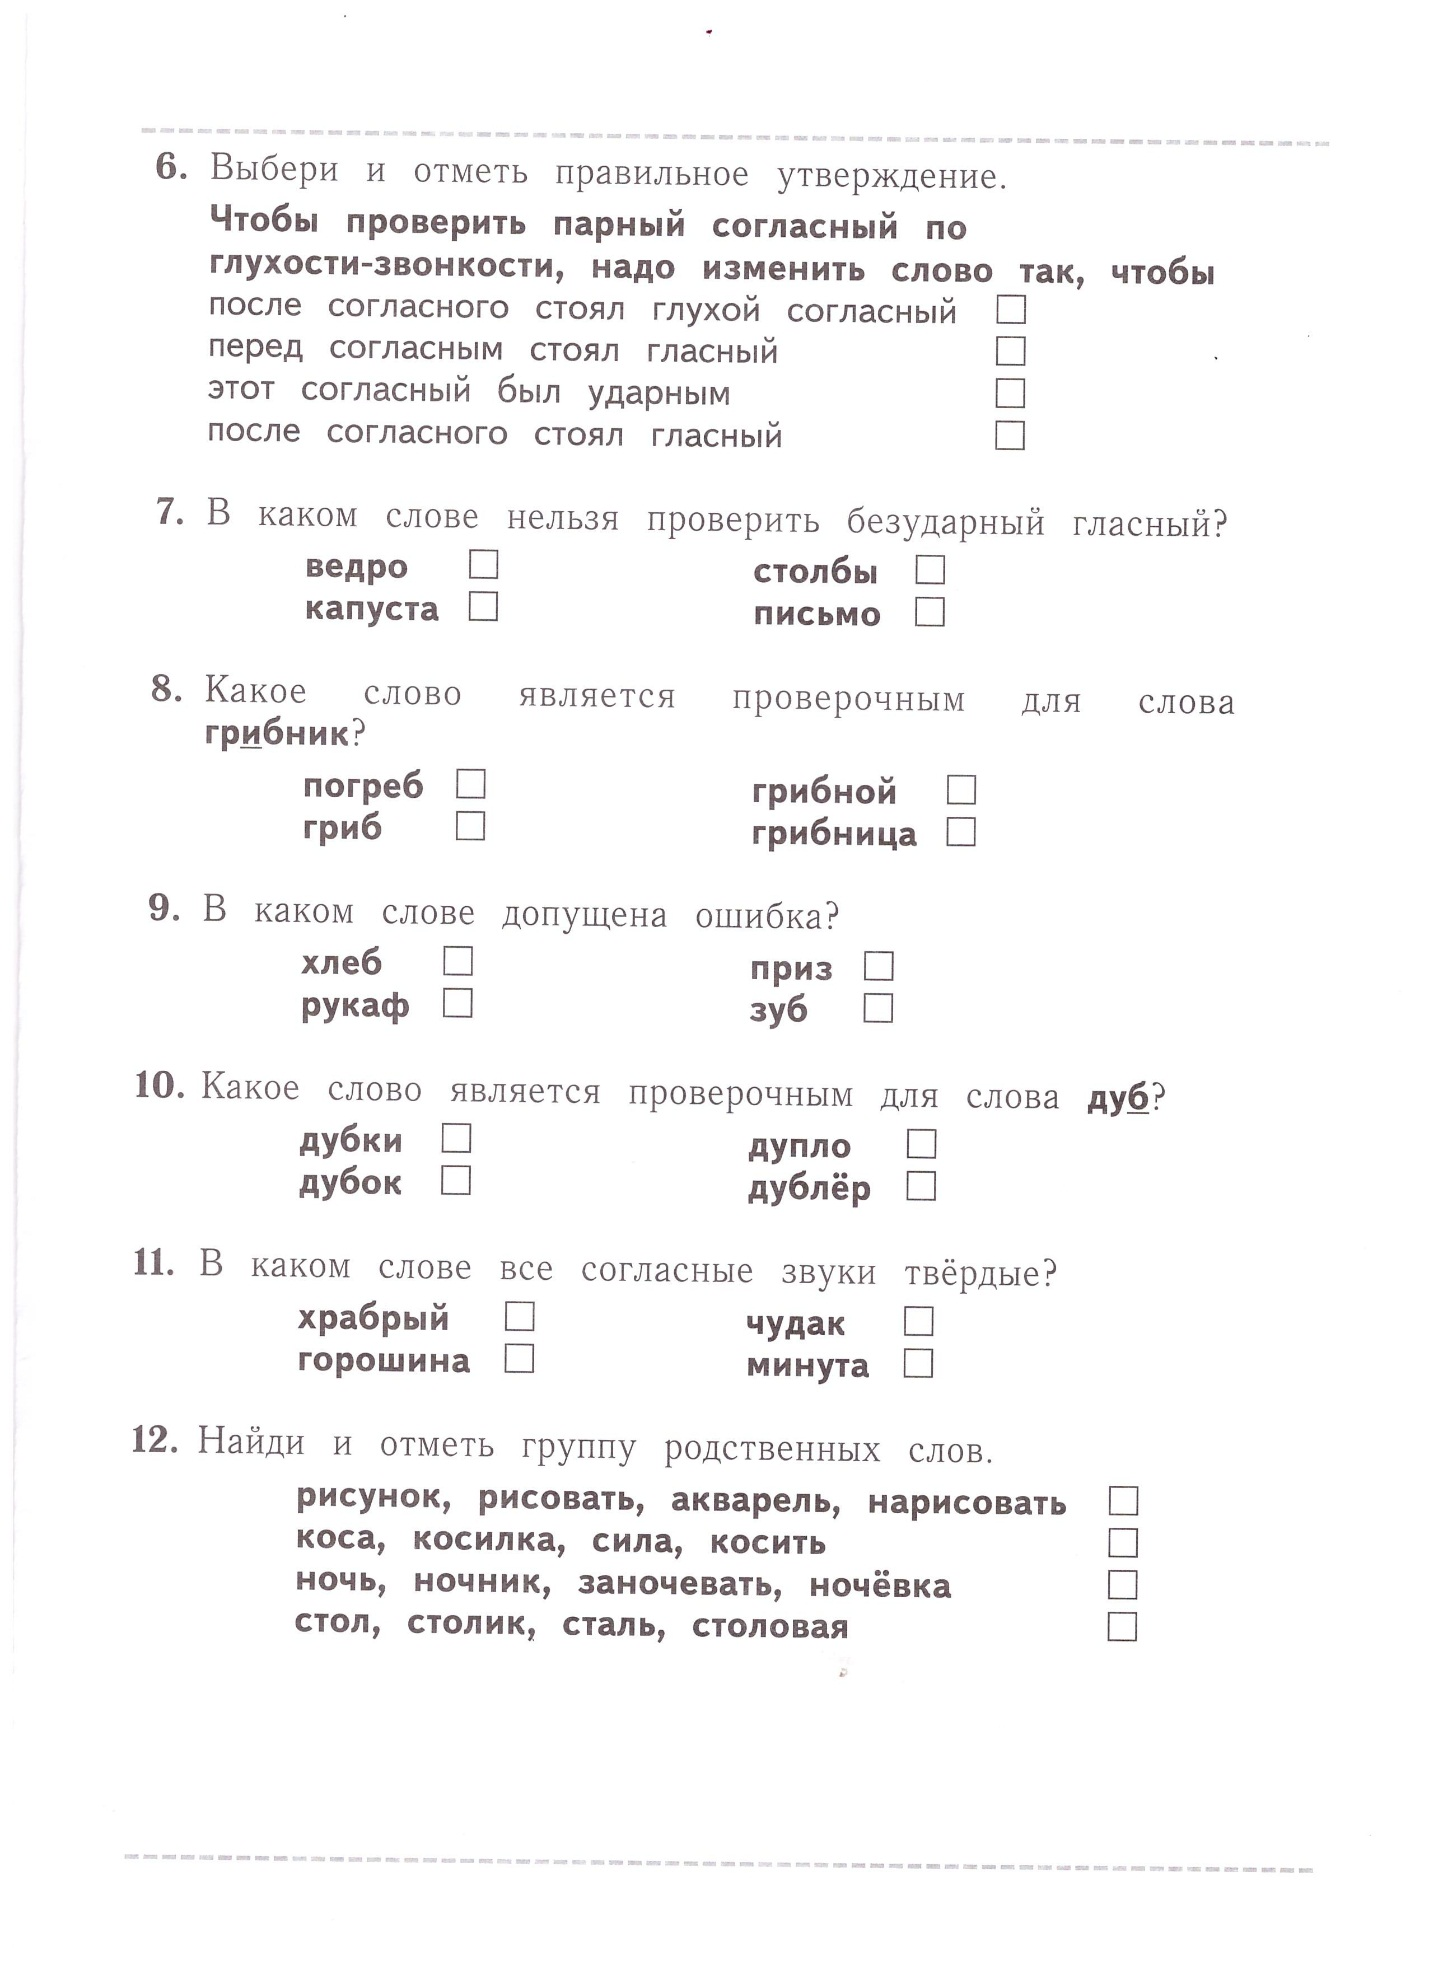 6. Выбери и отметь правильное утверждение.
Чтобы проверить парный согласный по
глухости-звонкости, надо изменить слово так, чтобы
после согласного стоял глухой согласный
перед согласным стоял гласный
этот согласный был ударным
после согласного стоял гласный
7. В каком слове нельзя проверить безударный гласный?
ведро столбы
капуста письмо
8. Какое слово является проверочным для слова
грибник?
погреб грибной
гриб грибница
9. В каком слове допущена ошибка?
хлеб приз
рукаф зуб
10. Какое слово является проверочным для слова дуб?
дубки дупло
дубок дублёр
11. В каком слове все согласные звуки твёрдые?
храбрый чудак
горошина минута
12. Найди и отметь группу родственных слов.
рисунок, рисовать, акварель, нарисовать
коса, косилка, сила, косить
ночь, ночник, заночевать, ночёвка
стол, столик, сталь, столовая